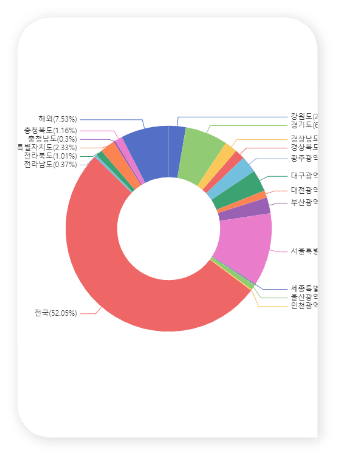 해외(7.53%)
충청북도(1.16%)
충청남도(0.3%)
특별자치도(2.33%)
전라북도(1.01%)
전라남도(0.37%)
전국(52.05%)
강원도(2
경기도(6
경상남도
경상북도
광주광역
대구광역
대전광역
부산광역
서울특별
세종특별
울산광역
인천광역